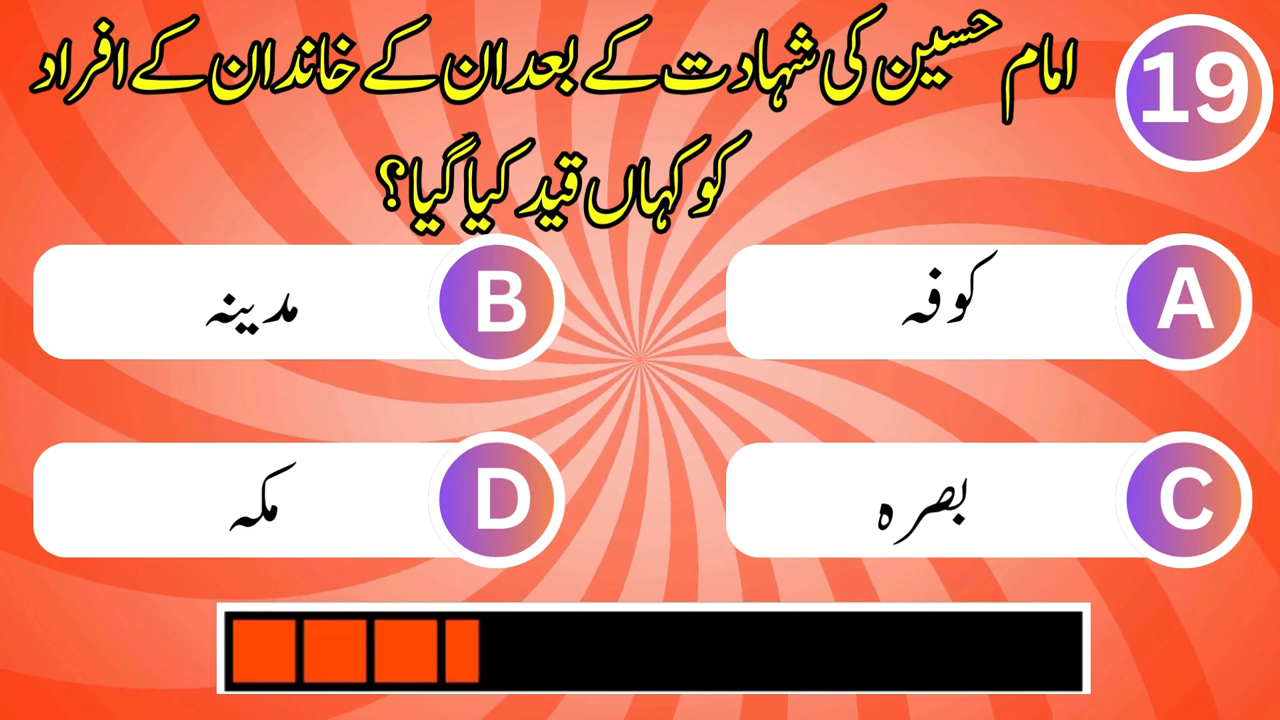 19
امام حسین کی شہادت کے بعد ان کے خاندان کے افراد
کو کہاں قید کیا گیا؟
A کوفہ
B مدینہ
C بصرہ
D مکہ